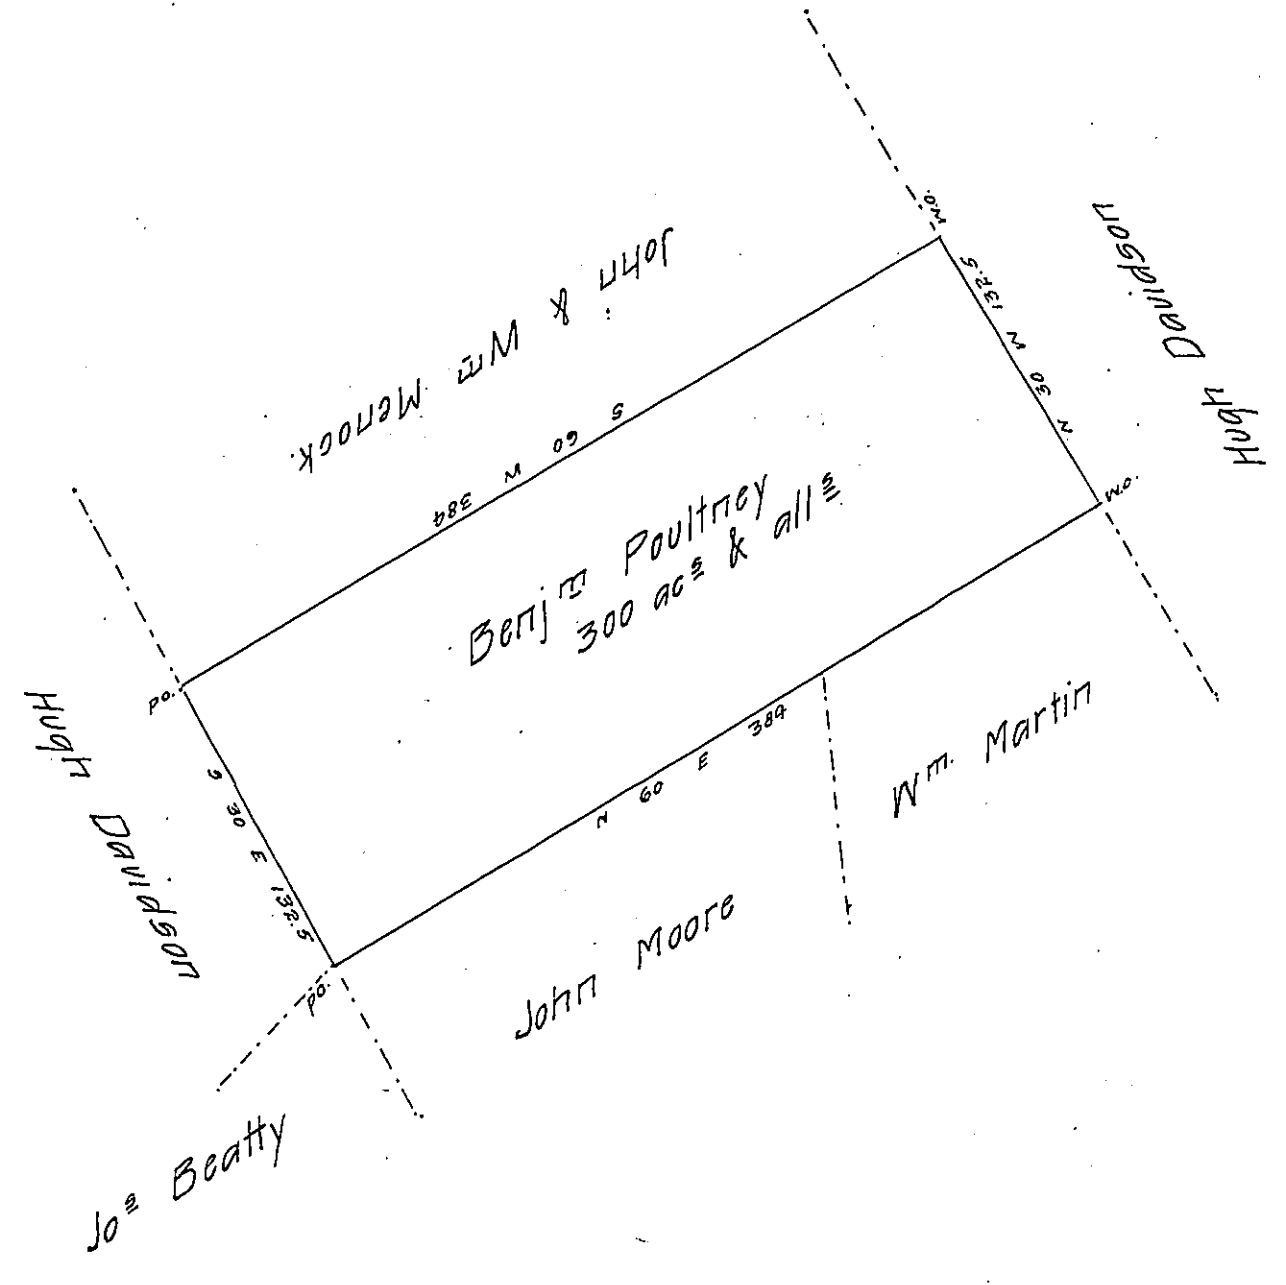 W.O.
Hugh Davidson
John & Wm̲ Menock.
N 30 W 132.5
S 60 W 384
Benjm̲ Poultney
300 acs̲ & alls̲
W.O.
Po.
Hugh Davidson
S 30 E 132.5
N 60 E 384
Wm. Martin
John Moore
Po.
Jos̲ Beatty